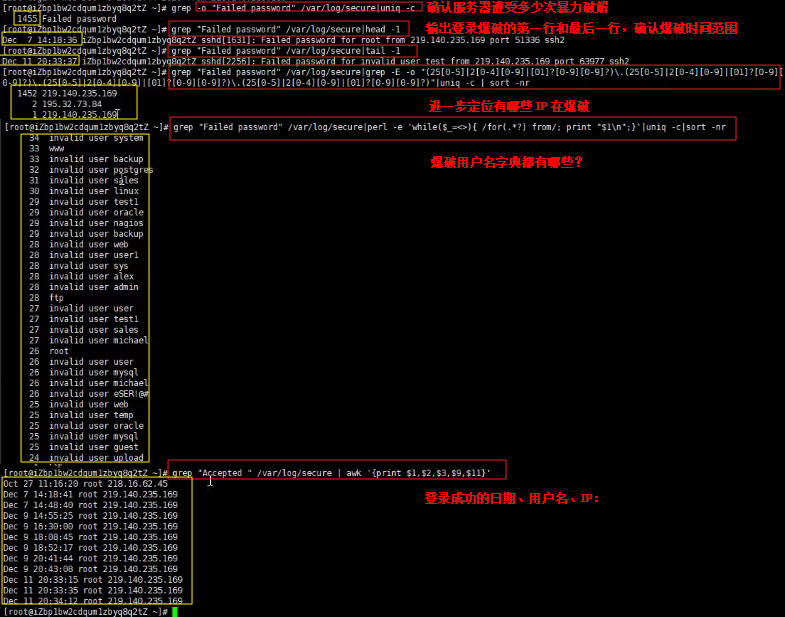 [root@iZbp1bw2cdqum1zbyq8q2tZ ~]# grep -o "Failed password" /var/log/secure|uniq -c
确认服务器遭受多少次暴力破解
1455 Failed password
[root@iZbp1bw2cdqum1zbyq8q2tZ ~]# grep "Failed password" /var/log/secure|head -1
输出登录爆破的第一行和最后一行，确认爆破时间范围
Dec  7 14:18:36 iZbp1bw2cdqum1zbyq8q2tZ sshd[1631]: Failed password for root from 219.140.235.169 port 51336 ssh2
[root@iZbp1bw2cdqum1zbyq8q2tZ ~]# grep "Failed password" /var/log/secure|tail -1
Dec 11 20:33:37 iZbp1bw2cdqum1zbyq8q2tZ sshd[2256]: Failed password for invalid user test from 219.140.235.169 port 63977 ssh2
[root@iZbp1bw2cdqum1zbyq8q2tZ ~]# grep "Failed password" /var/log/secure|grep -E -o "(25[0-5]|2[0-4][0-9]|[01]?[0-9][0-9]?)\.(25[0-5]|2[0-4][0-9]|[01]?[0-9][
0-9]?)\.(25[0-5]|2[0-4][0-9]|[01]?[0-9][0-9]?)\.(25[0-5]|2[0-4][0-9]|[01]?[0-9][0-9]?)"|uniq -c | sort -nr
1452 219.140.235.169
2 195.32.73.84
1 219.140.235.169
进一步定位有哪些 IP 在爆破
[root@iZbp1bw2cdqum1zbyq8q2tZ ~]# grep "Failed password" /var/log/secure|perl -e 'while($_=<>){ /for(.*?) from/; print "$1\n";}'|uniq -c|sort -nr
34 invalid user system
33 www
33 invalid user backup
32 invalid user postgres
31 invalid user sales
30 invalid user linux
29 invalid user test1
29 invalid user oracle
29 invalid user nagios
29 invalid user backup
28 invalid user web
28 invalid user user1
28 invalid user sys
28 invalid user alex
28 invalid user admin
28 ftp
27 invalid user user
27 invalid user test1
27 invalid user sales
27 invalid user michael
26 root
26 invalid user user
26 invalid user mysql
26 invalid user michael
26 invalid user eSER!@#
25 invalid user web
25 invalid user temp
25 invalid user oracle
25 invalid user mysql
25 invalid user guest
24 invalid user upload
爆破用户名字典都有哪些？
[root@iZbp1bw2cdqum1zbyq8q2tZ ~]# grep "Accepted " /var/log/secure | awk '{print $1,$2,$3,$9,$11}'
Oct 27 11:16:20 root 218.16.62.45
Dec 7 14:18:41 root 219.140.235.169
Dec 7 14:48:40 root 219.140.235.169
Dec 9 14:55:25 root 219.140.235.169
Dec 9 16:30:00 root 219.140.235.169
Dec 9 18:08:45 root 219.140.235.169
Dec 9 18:52:17 root 219.140.235.169
Dec 9 20:41:44 root 219.140.235.169
Dec 9 20:43:08 root 219.140.235.169
Dec 11 20:33:15 root 219.140.235.169
Dec 11 20:33:35 root 219.140.235.169
Dec 11 20:34:12 root 219.140.235.169
登录成功的日期、用户名、IP：
[root@iZbp1bw2cdqum1zbyq8q2tZ ~]#